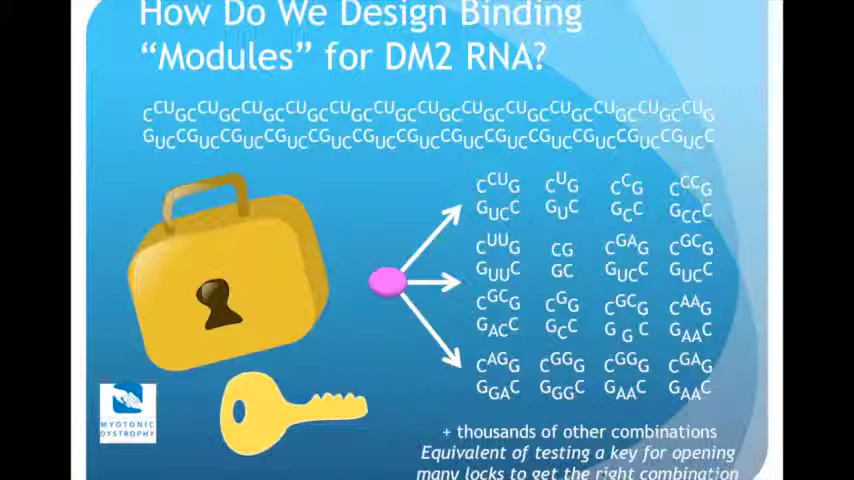 How Do We Design Binding
“Modules” for DM2 RNA?
CCUGCCUGCCUGCCUGCCUGCCUGCCUGCCUGCCUGCCUGCCUGCCUGCCUG
GUCCGUCCGUCCGUCCGUCCGUCCGUCCGUCCGUCCGUCCGUCCGUCCGUCC
CCUG CUG CCG CCCG
GUCC GUC GCC GCCC
CUUG CG CGAG CGCG
GUUC GC GUCC GUCC
CGCG CGG CGCG CAAG
GACC GCC G G C GAAC
CAGG CGGG CGGG CGAG
GGAC GGGC GAAC GAAC
MYOTONIC
DYSTROPHY
+ thousands of other combinations
Equivalent of testing a key for opening
many locks to get the right combination